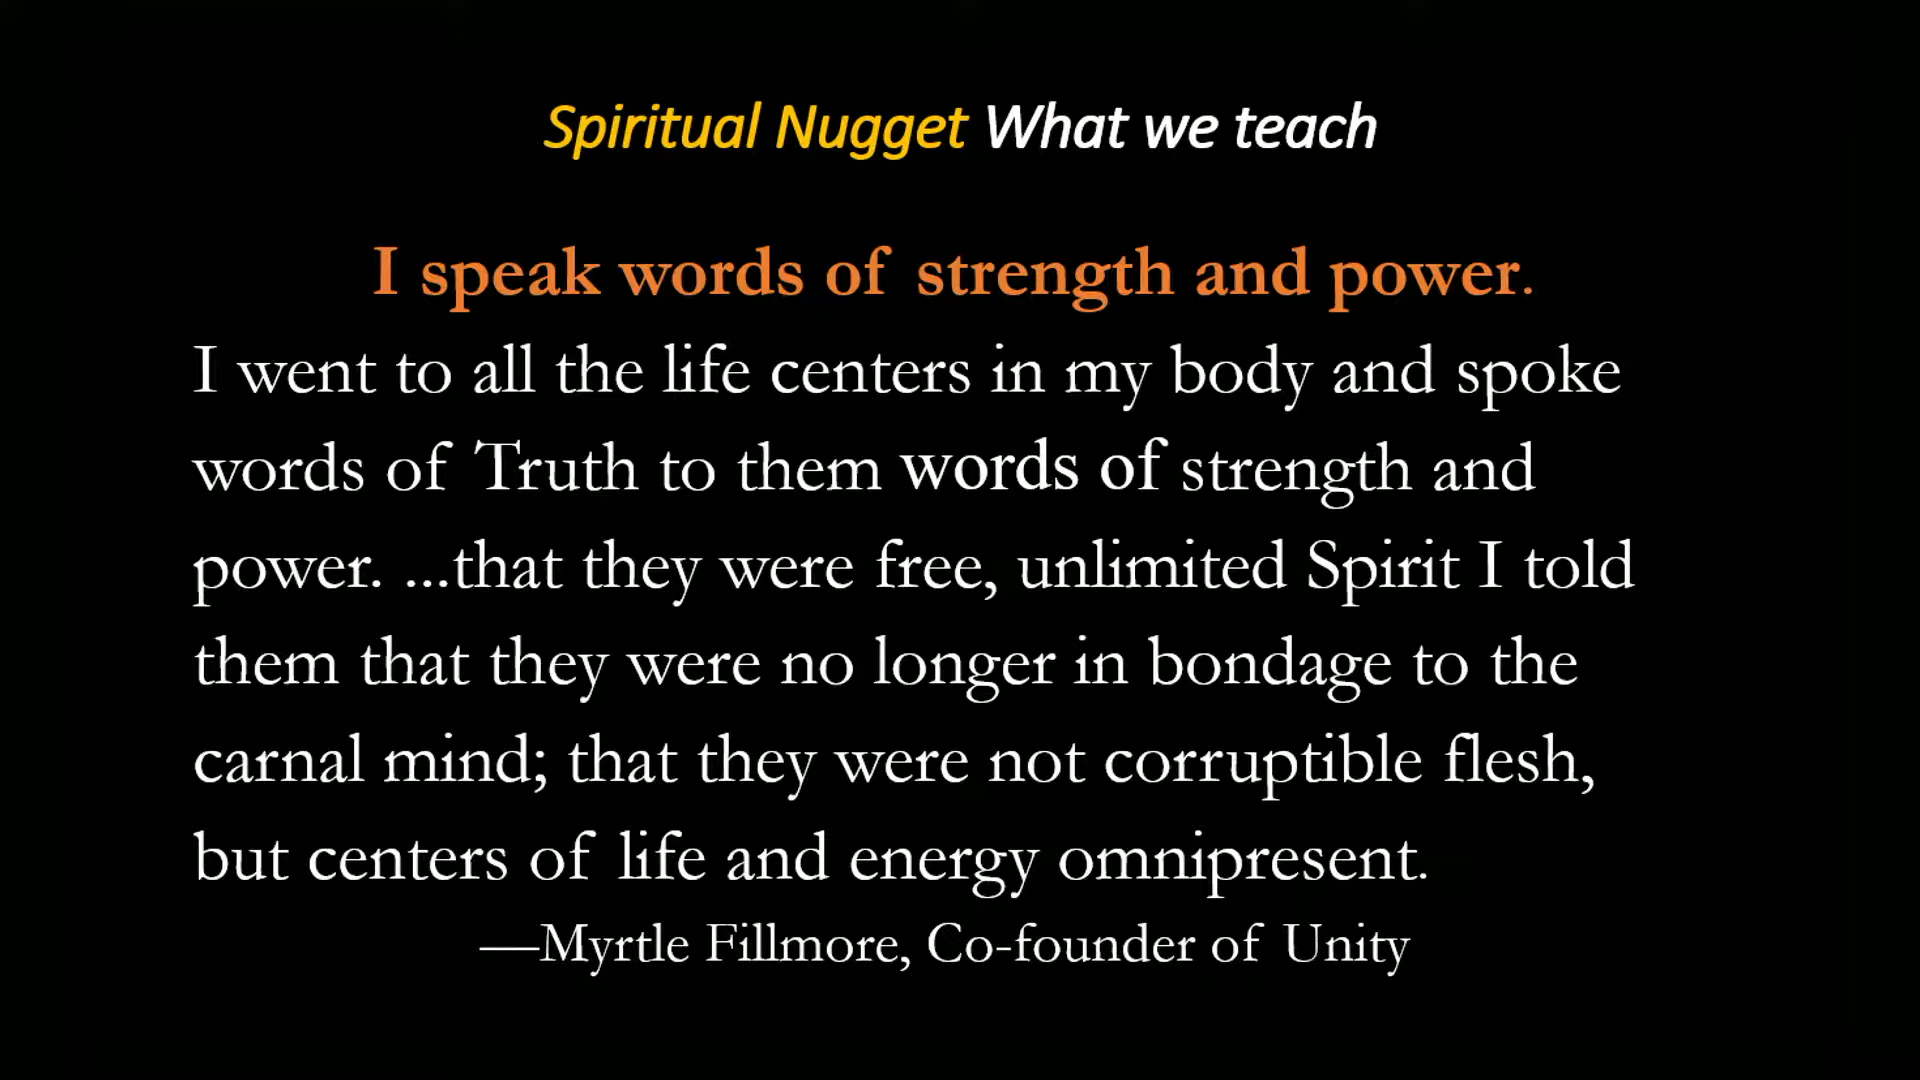 Spiritual Nugget What we teach
I speak words of strength and power.
I went to all the life centers in my body and spoke
words of Truth to them words of strength and
power. ...that they were free, unlimited Spirit I told
them that they were no longer in bondage to the
carnal mind; that they were not corruptible flesh,
but centers of life and energy omnipresent.
—Myrtle Fillmore, Co-founder of Unity